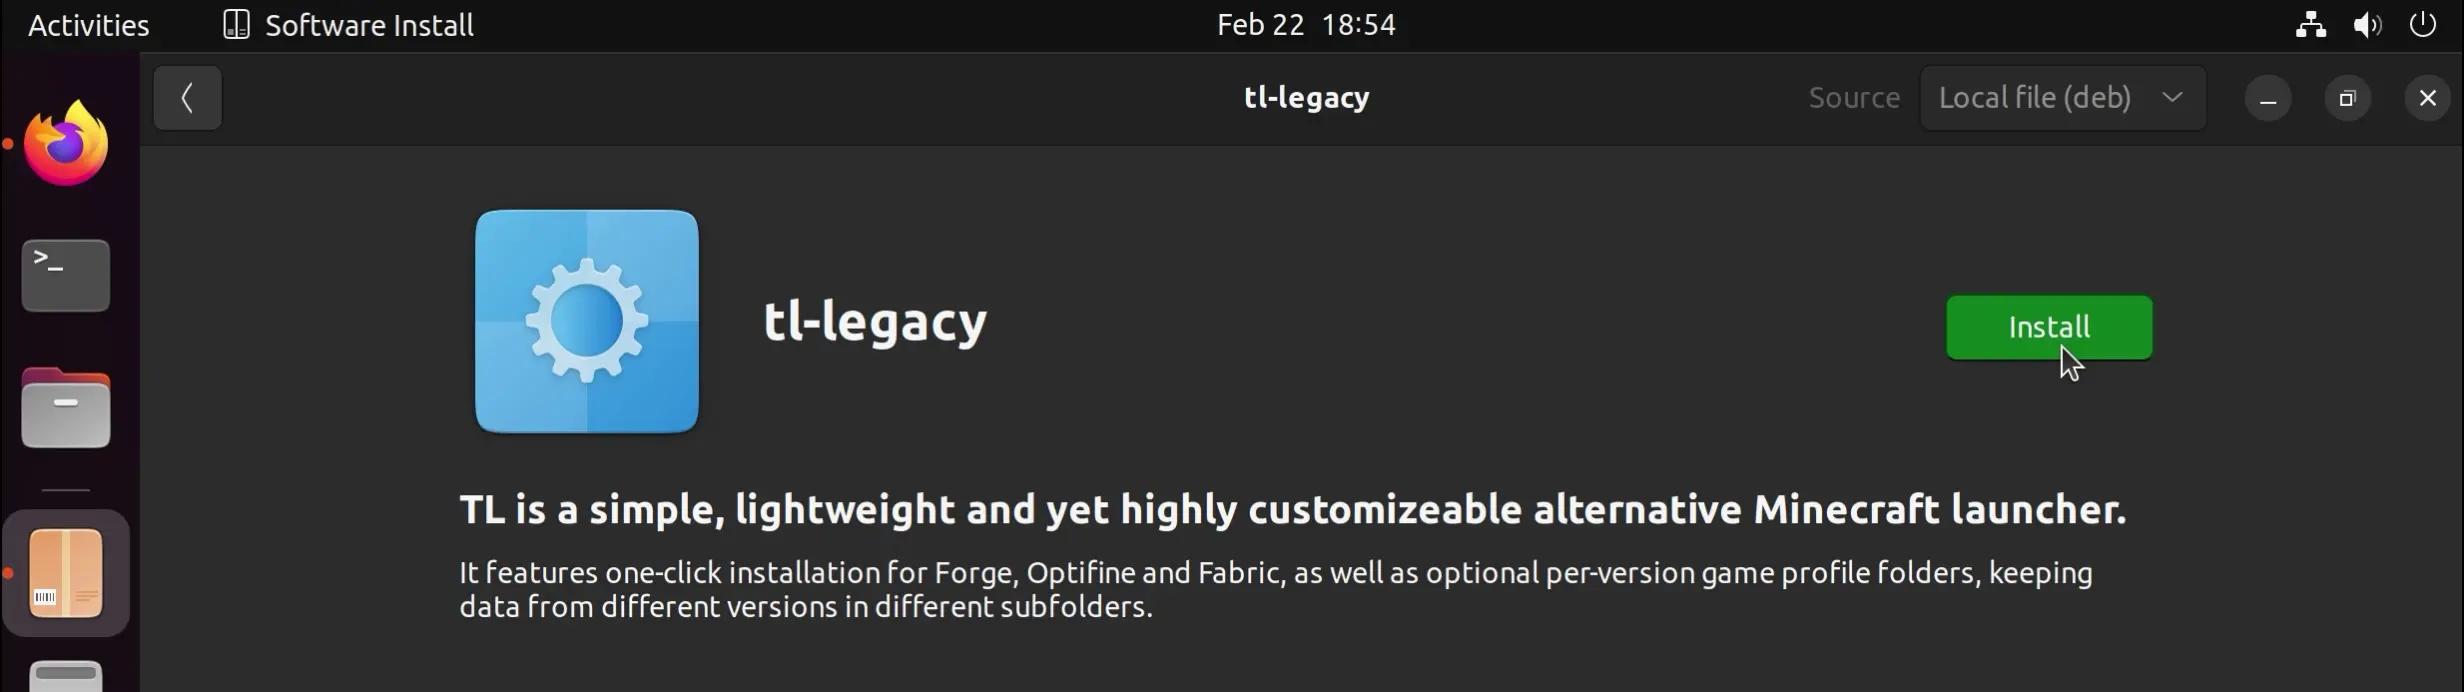 Activities
Software Install
Feb 22 18:54
tl-legacy
Source
Local file (deb)
>_
tl-legacy
Install
TL is a simple, lightweight and yet highly customizeable alternative Minecraft launcher.
It features one-click installation for Forge, Optifine and Fabric, as well as optional per-version game profile folders, keeping
data from different versions in different subfolders.